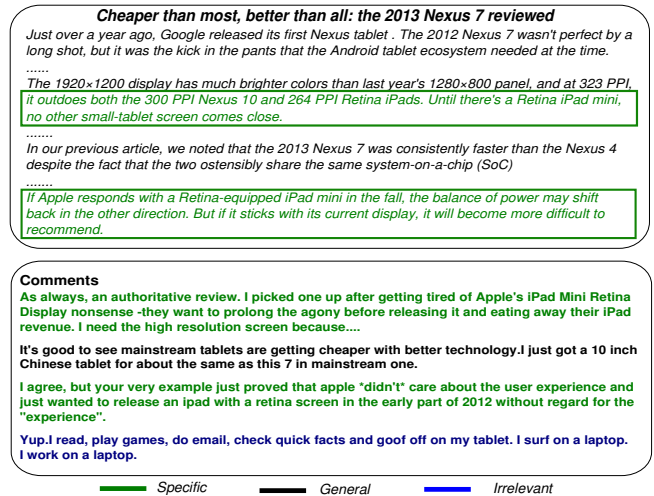 Cheaper than most, better than all: the 2013 Nexus 7 reviewed
Just over a year ago, Google released its first Nexus tablet . The 2012 Nexus 7 wasn't perfect by a
long shot, but it was the kick in the pants that the Android tablet ecosystem needed at the time.
......
The 1920×1200 display has much brighter colors than last year's 1280×800 panel, and at 323 PPI,
it outdoes both the 300 PPI Nexus 10 and 264 PPI Retina iPads. Until there's a Retina iPad mini,
no other small-tablet screen comes close.
.......
In our previous article, we noted that the 2013 Nexus 7 was consistently faster than the Nexus 4
despite the fact that the two ostensibly share the same system-on-a-chip (SoC)
.......
If Apple responds with a Retina-equipped iPad mini in the fall, the balance of power may shift
back in the other direction. But if it sticks with its current display, it will become more difficult to
recommend.
Comments
As always, an authoritative review. I picked one up after getting tired of Apple's iPad Mini Retina
Display nonsense -they want to prolong the agony before releasing it and eating away their iPad
revenue. I need the high resolution screen because....
It's good to see mainstream tablets are getting cheaper with better technology.I just got a 10 inch
Chinese tablet for about the same as this 7 in mainstream one.
I agree, but your very example just proved that apple *didn't* care about the user experience and
just wanted to release an ipad with a retina screen in the early part of 2012 without regard for the
"experience".
Yup.I read, play games, do email, check quick facts and goof off on my tablet. I surf on a laptop.
I work on a laptop.
Specific General Irrelevant